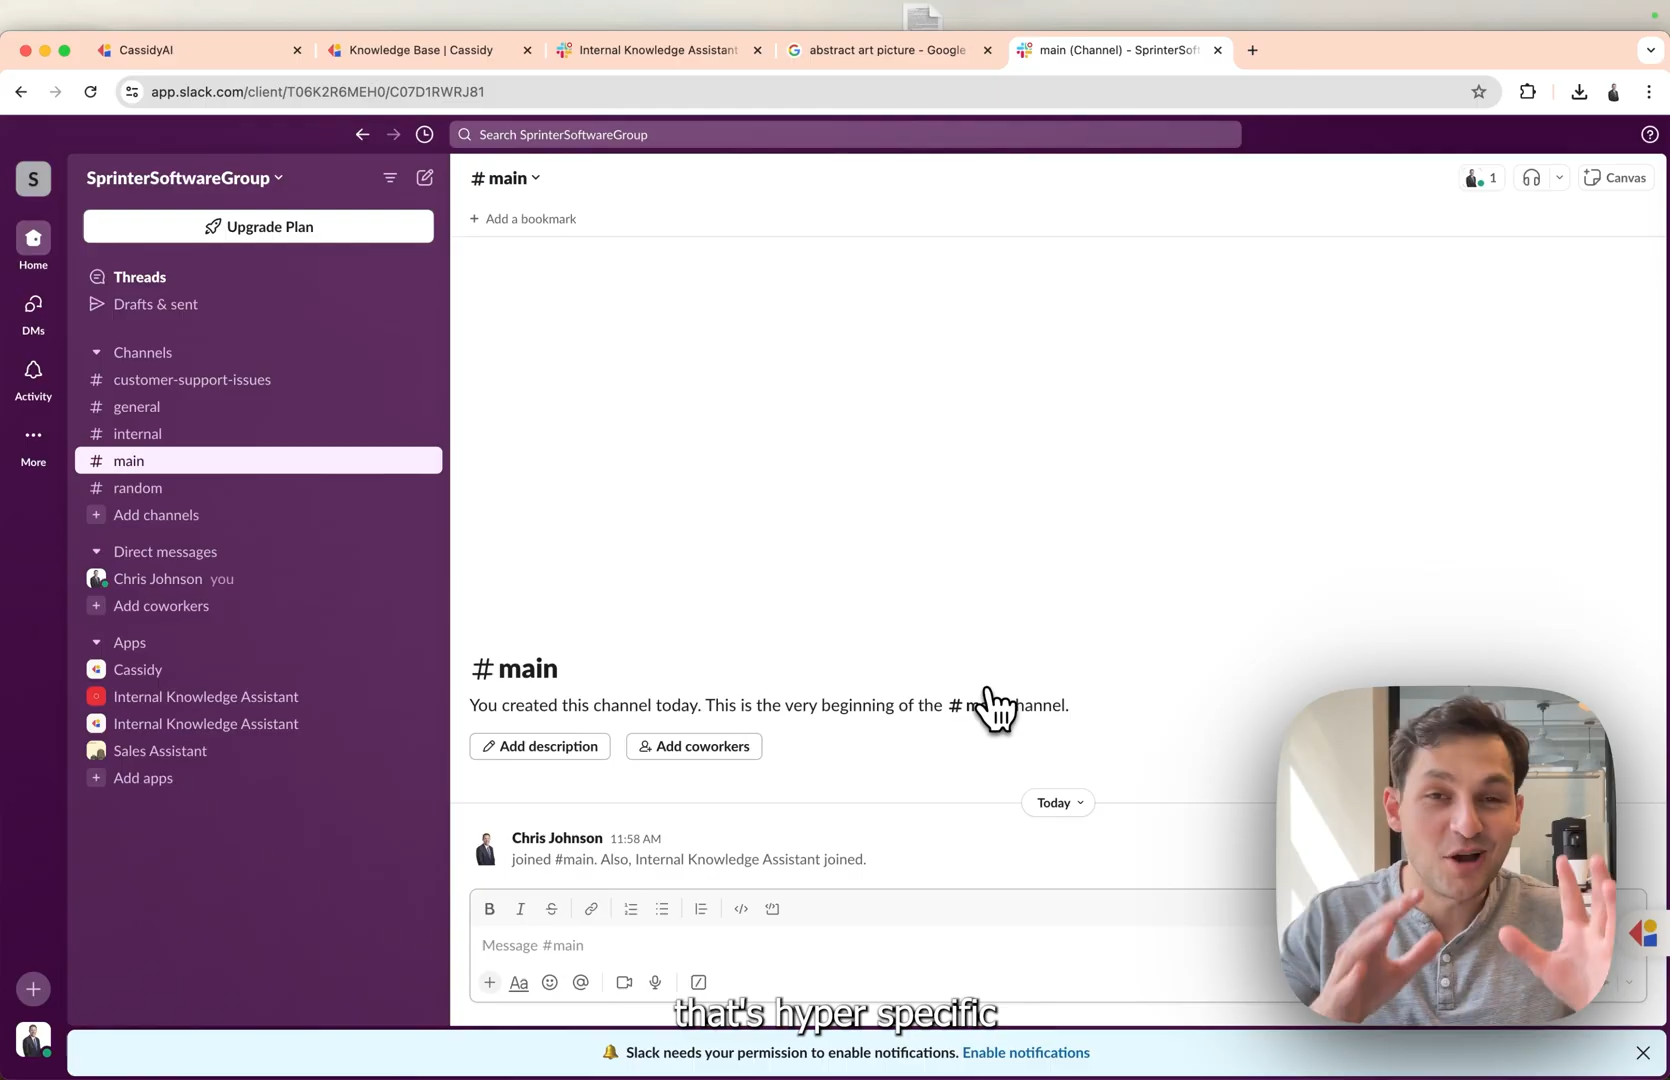 CassidyAI
Knowledge Base | Cassidy
Internal Knowledge Assistant
abstract art picture - Google
main (Channel) - SprinterSoft
app.slack.com/client/T06K2R6MEH0/C07D1RWRJ81
Search SprinterSoftwareGroup
S
SprinterSoftwareGroup
# main
1
Canvas
Add a bookmark
Upgrade Plan
Home
Threads
Drafts & sent
DMs
Channels
# customer-support-issues
Activity
# general
# internal
More
# main
# random
+ Add channels
Direct messages
Chris Johnson you
+ Add coworkers
Apps
Cassidy
Internal Knowledge Assistant
Internal Knowledge Assistant
Sales Assistant
+ Add apps
# main
You created this channel today. This is the very beginning of the # channel.
Add description
Add coworkers
Today
Chris Johnson 11:58 AM
joined #main. Also, Internal Knowledge Assistant joined.
Message #main
Aa
that's hyper specific
Slack needs your permission to enable notifications. Enable notifications